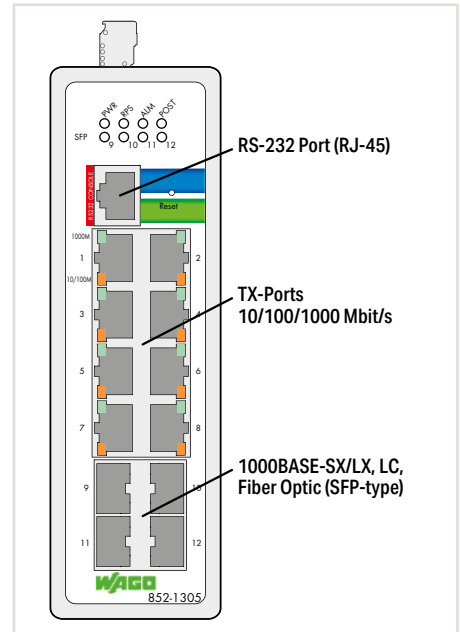 PWR RPS ALM POST
SFP 9 10 11 12
RS-232 Port (RJ-45)
RS232 CONSOLE
Reset
1000M
1 2
10/100M
TX-Ports
10/100/1000 Mbit/s
3
5 6
7 8
1000BASE-SX/LX, LC,
Fiber Optic (SFP-type)
9 10
11 12
WAGO
852-1305